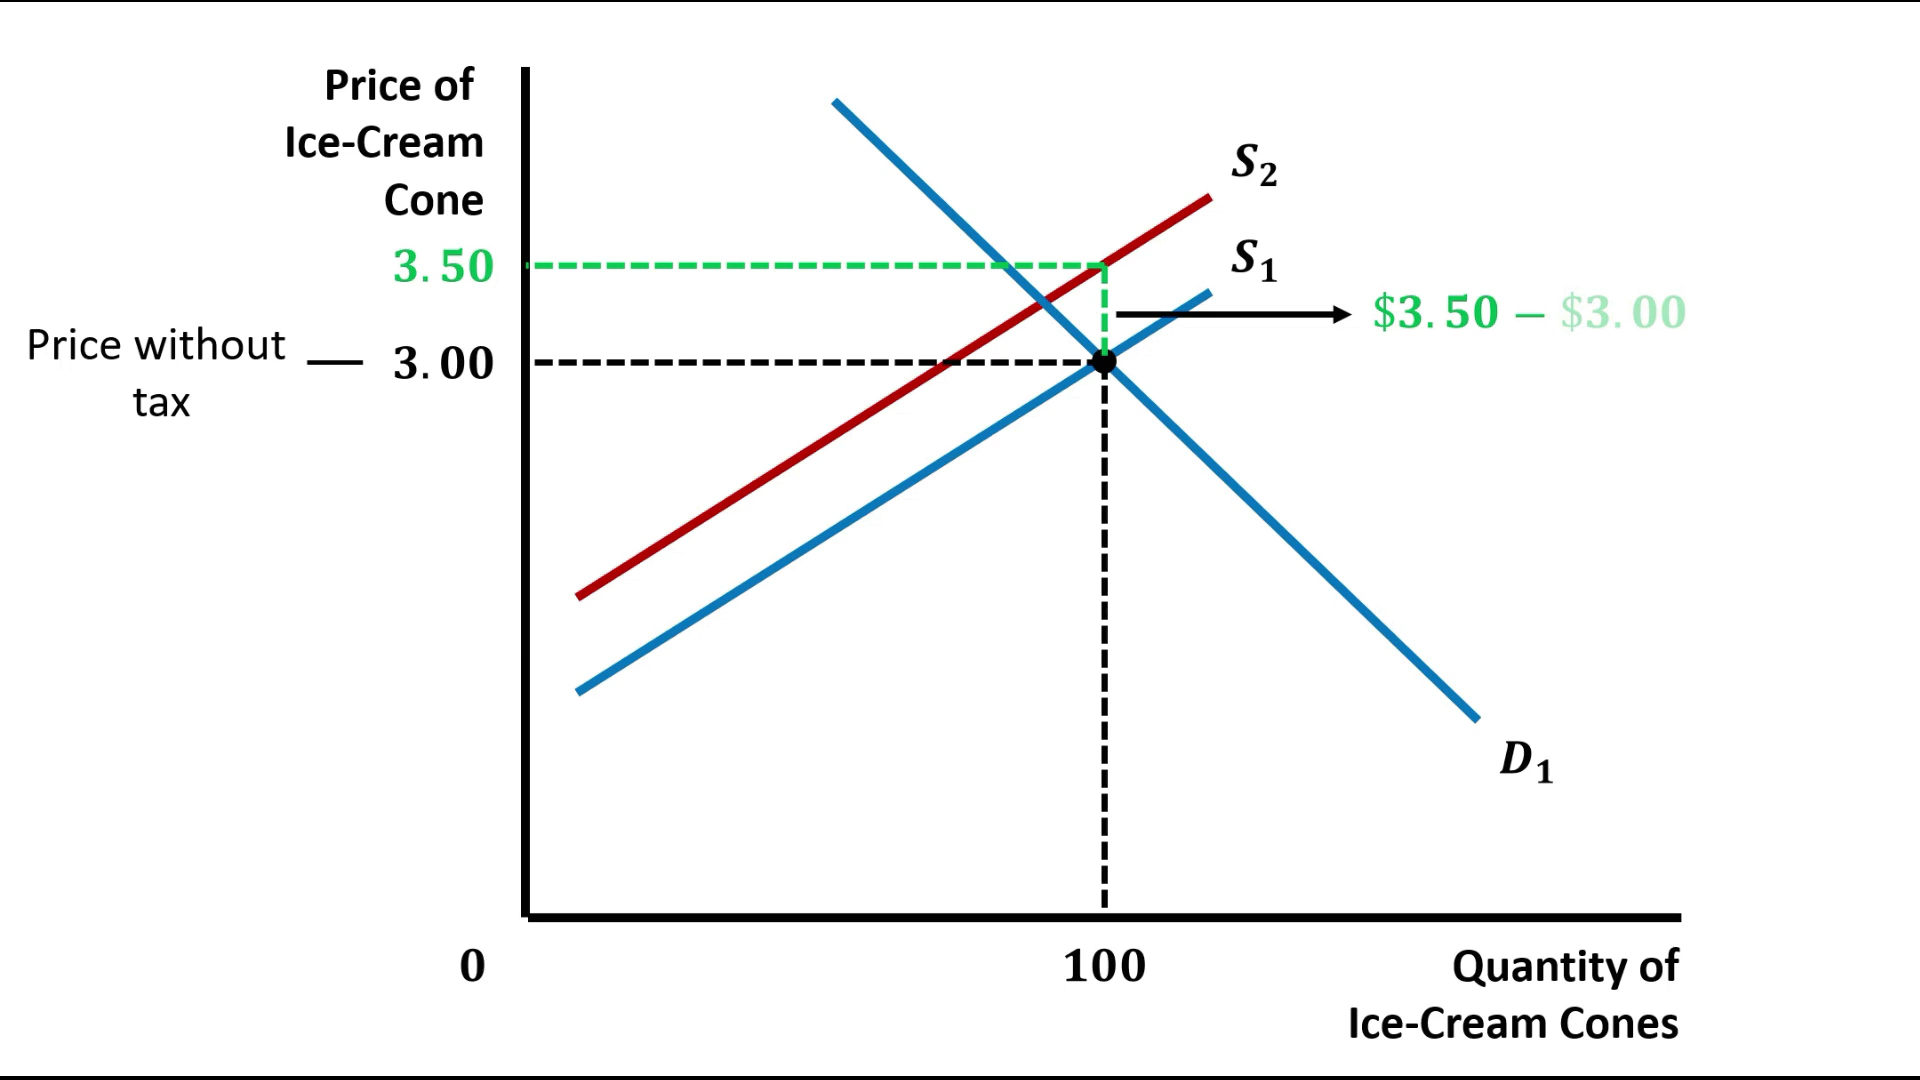 Price of
Ice-Cream
Cone
S₂
S₁
3.50
$3.50 – $3.00
Price without
tax
3.00
D₁
0
100
Quantity of
Ice-Cream Cones